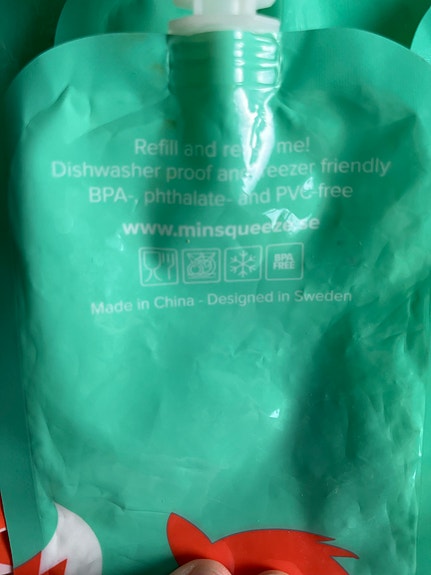 Refill and reuse me!
Dishwasher proof and freezer friendly
BPA-, phthalate- and PVC-free
www.minsqueeze.se
BPA
FREE
Made in China - Designed in Sweden